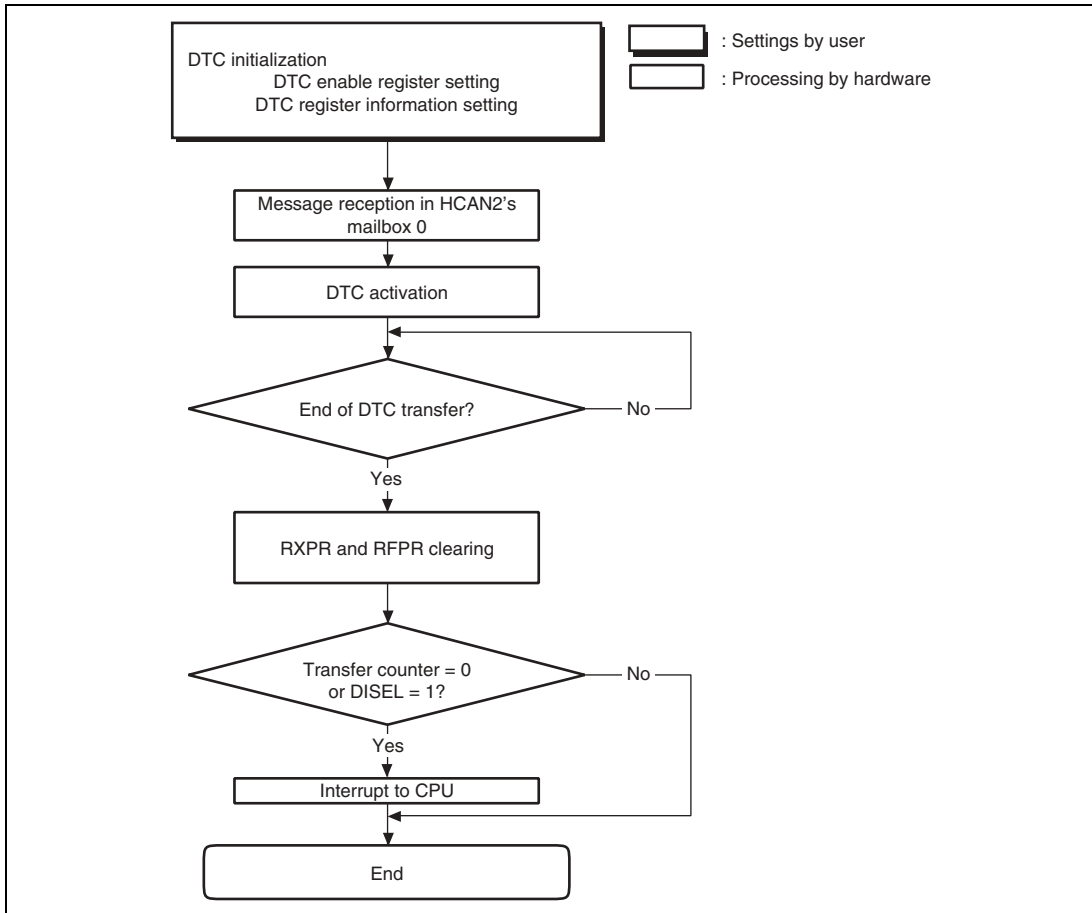 DTC initialization
DTC enable register setting
DTC register information setting
: Settings by user
: Processing by hardware
Message reception in HCAN2's
mailbox 0
DTC activation
End of DTC transfer?
No
Yes
RXPR and RFPR clearing
Transfer counter = 0
or DISEL = 1?
No
Yes
Interrupt to CPU
End